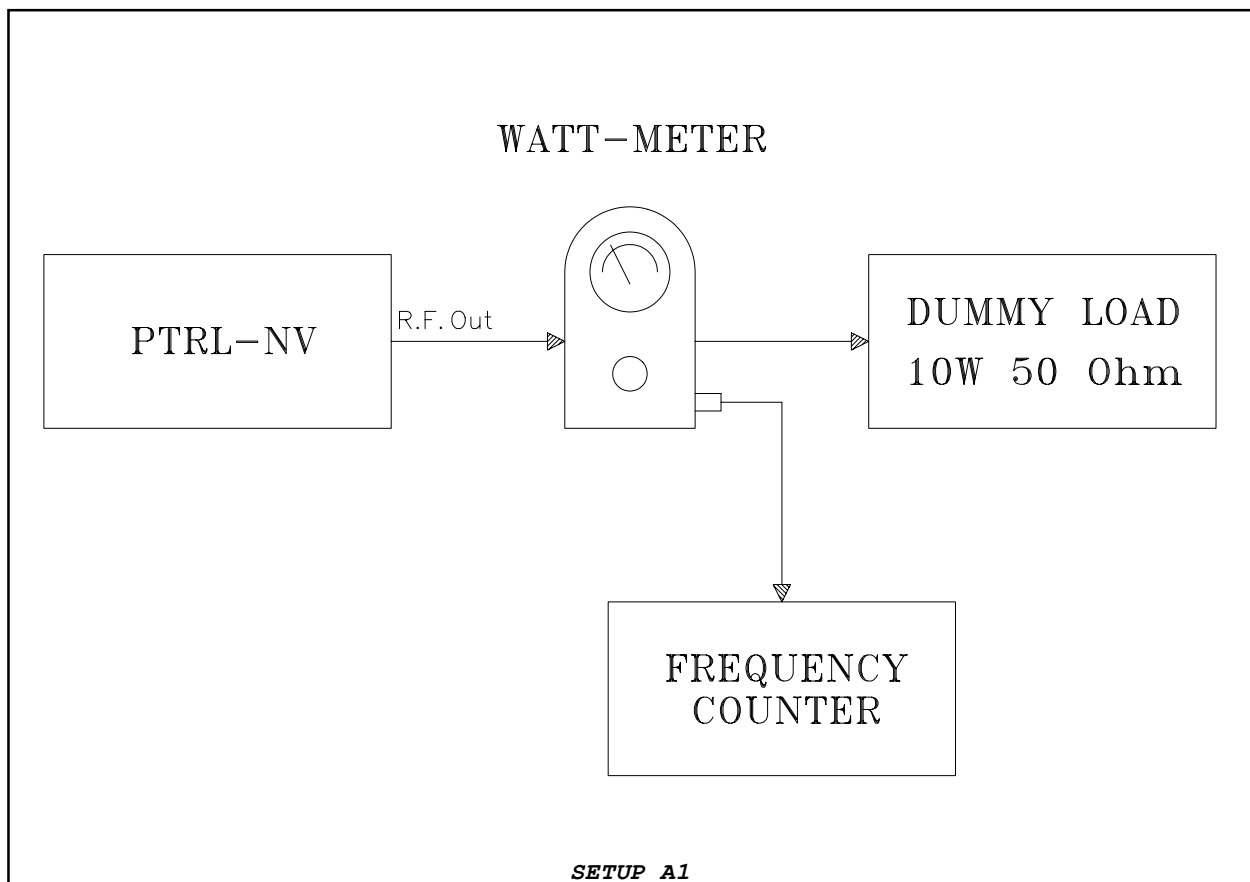 WATT-METER
PTRL-NV
R.F. Out
DUMMY LOAD
10W 50 Ohm
FREQUENCY
COUNTER
SETUP A1